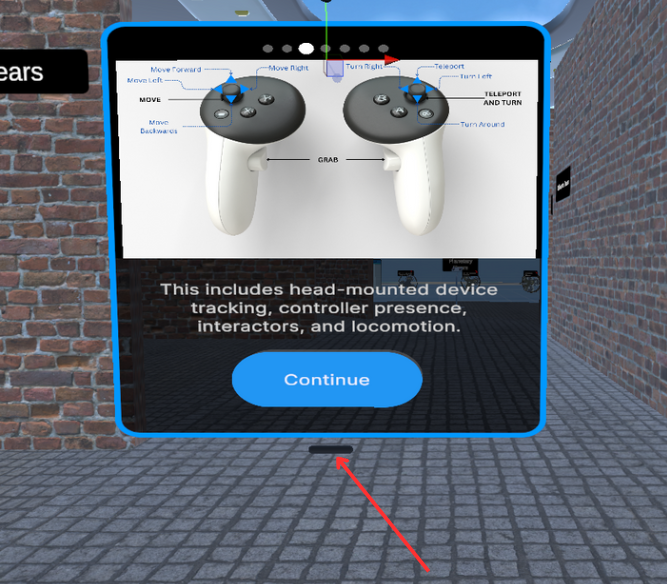 ears
Move Forward
Move Right
Move Left
MOVE
Move
Backwards
Turn Right
Teleport
Turn Left
TELEPORT
AND TURN
Turn Around
GRAB
This includes head-mounted device
tracking, controller presence,
interactors, and locomotion.
Continue